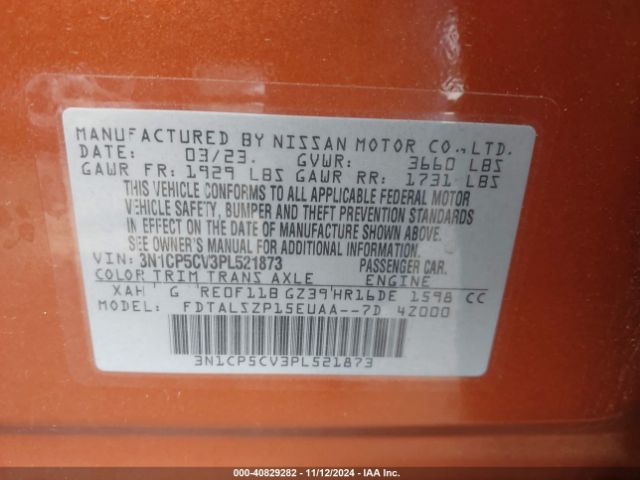 MANUFACTURED BY NISSAN MOTOR CO.,LTD.
DATE: 03/23. GVWR: 3660 LBS
GAWR FR: 1929 LBS GAWR RR: 1731 LBS
THIS VEHICLE CONFORMS TO ALL APPLICABLE FEDERAL MOTOR
VEHICLE SAFETY, BUMPER AND THEFT PREVENTION STANDARDS
IN EFFECT ON THE DATE OF MANUFACTURE SHOWN ABOVE.
SEE OWNER'S MANUAL FOR ADDITIONAL INFORMATION.
VIN: 3N1CP5CV3PL521873 PASSENGER CAR.
COLOR TRIM TRANS AXLE ENGINE
XAH G RE0F11B GZ39 HR16DE 1598 CC
MODEL: FDTALSZP15EUAA--7D 4Z000
3N1CP5CV3PL521873
000-40829282 - 11/12/2024 - IAA Inc.